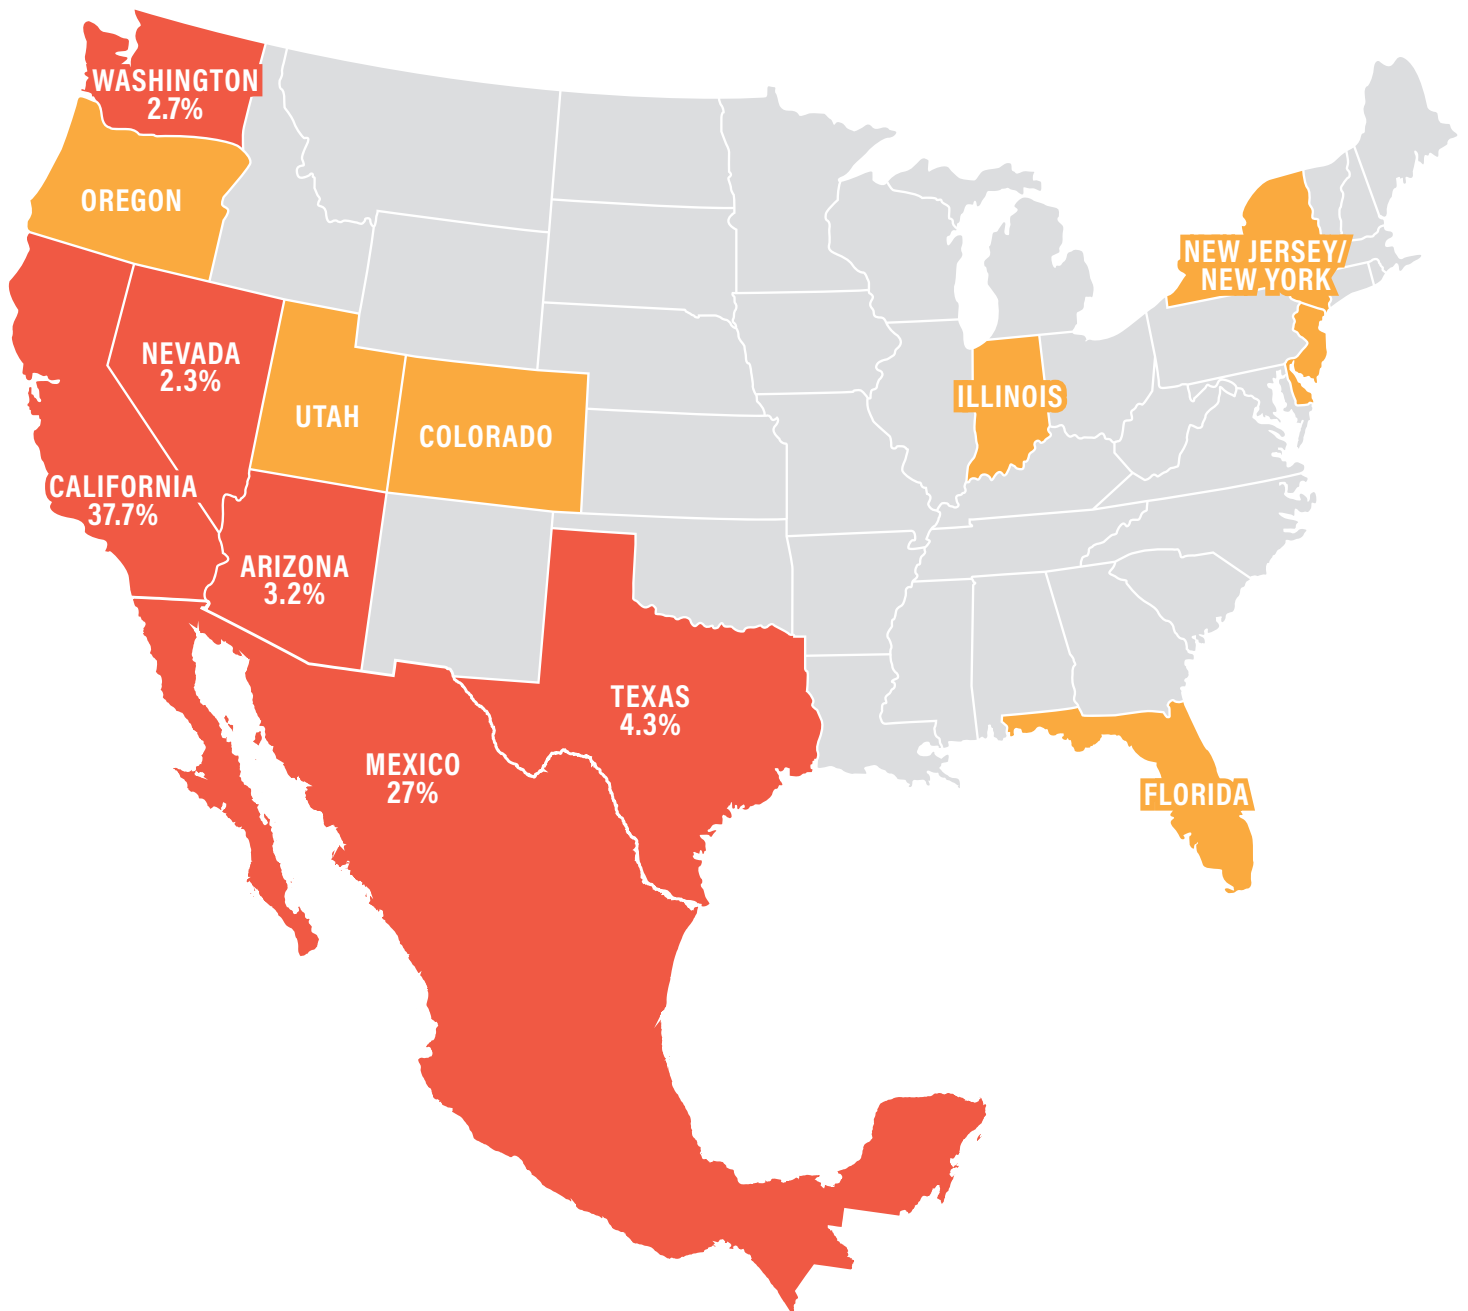 WASHINGTON
2.7%
OREGON
NEW JERSEY/
NEW YORK
NEVADA
2.3%
UTAH
COLORADO
ILLINOIS
CALIFORNIA
37.7%
ARIZONA
3.2%
TEXAS
4.3%
MEXICO
27%
FLORIDA